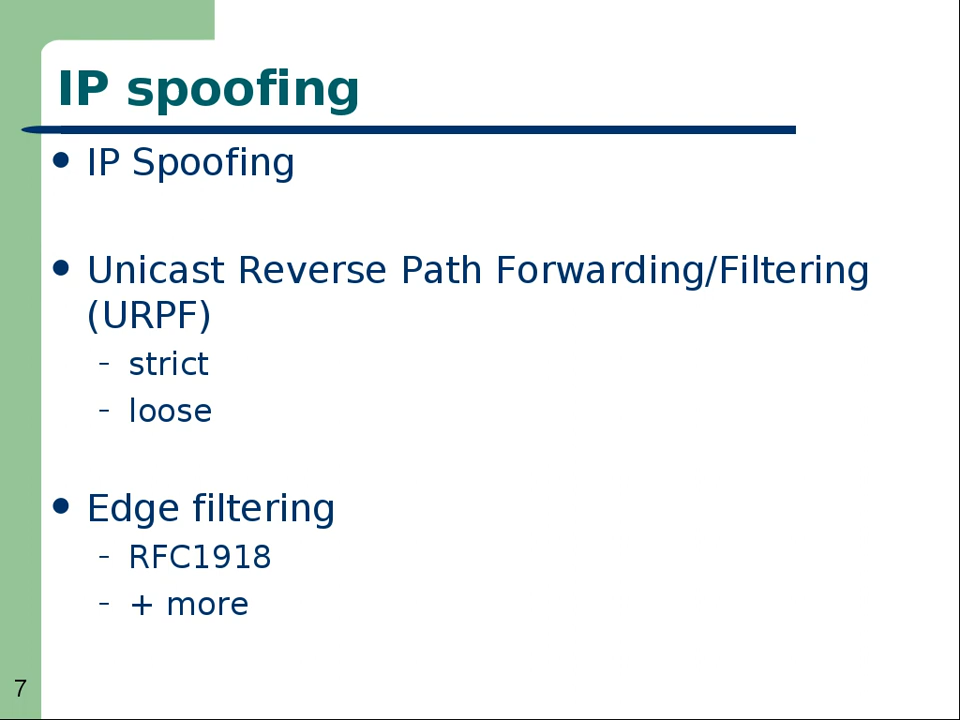 IP spoofing
● IP Spoofing
● Unicast Reverse Path Forwarding/Filtering
(URPF)
– strict
– loose
● Edge filtering
– RFC1918
– + more
7